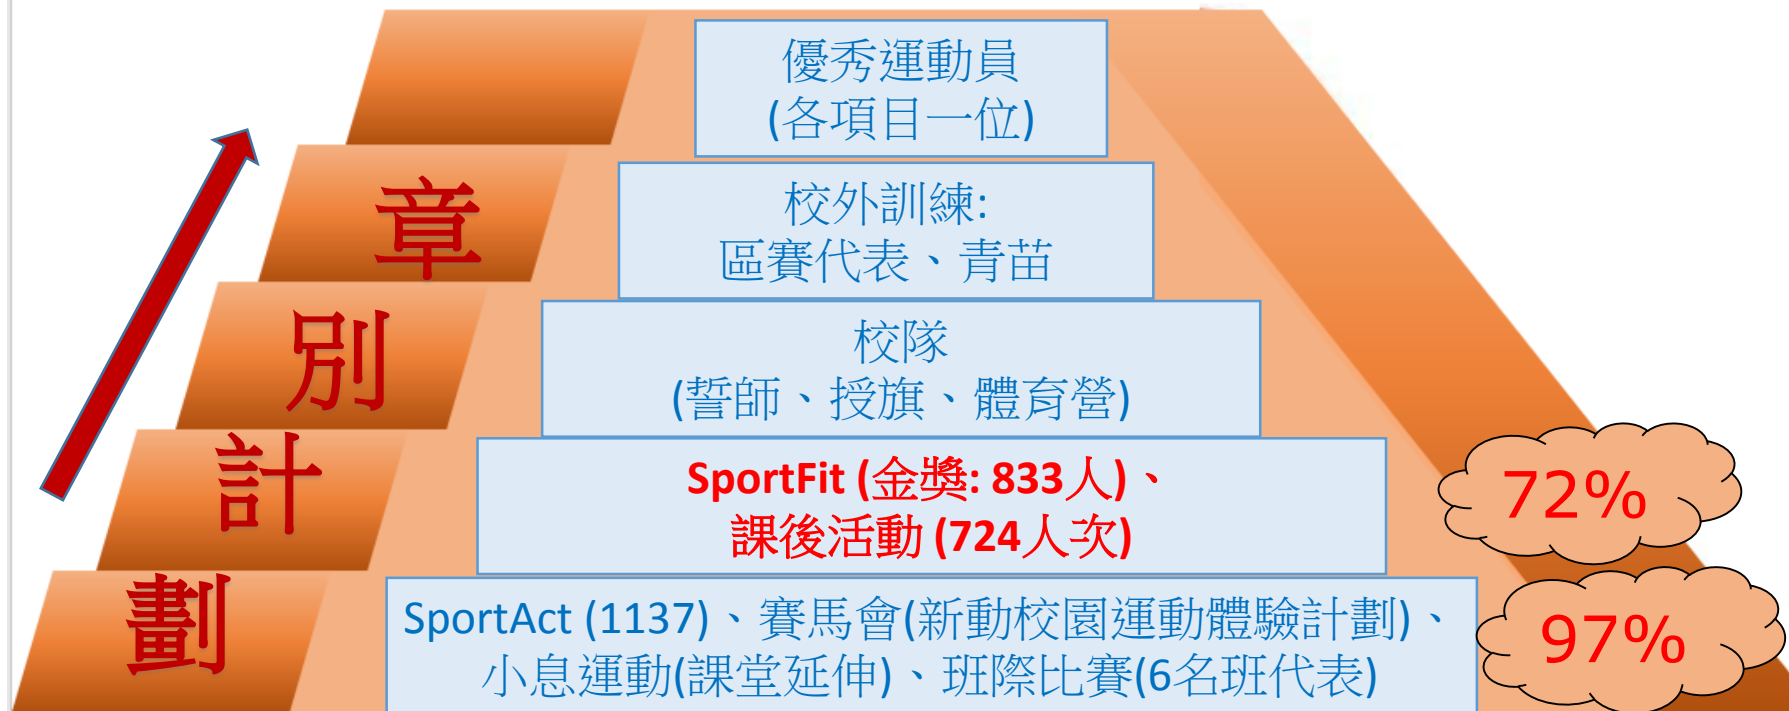 優秀運動員
(各項目一位)
章
校外訓練:
區賽代表、青苗
別
校隊
(誓師、授旗、體育營)
計
SportFit (金獎: 833人)、
課後活動 (724人次)
72%
劃
SportAct (1137)、賽馬會(新動校園運動體驗計劃)、
小息運動(課堂延伸)、班際比賽(6名班代表)
97%